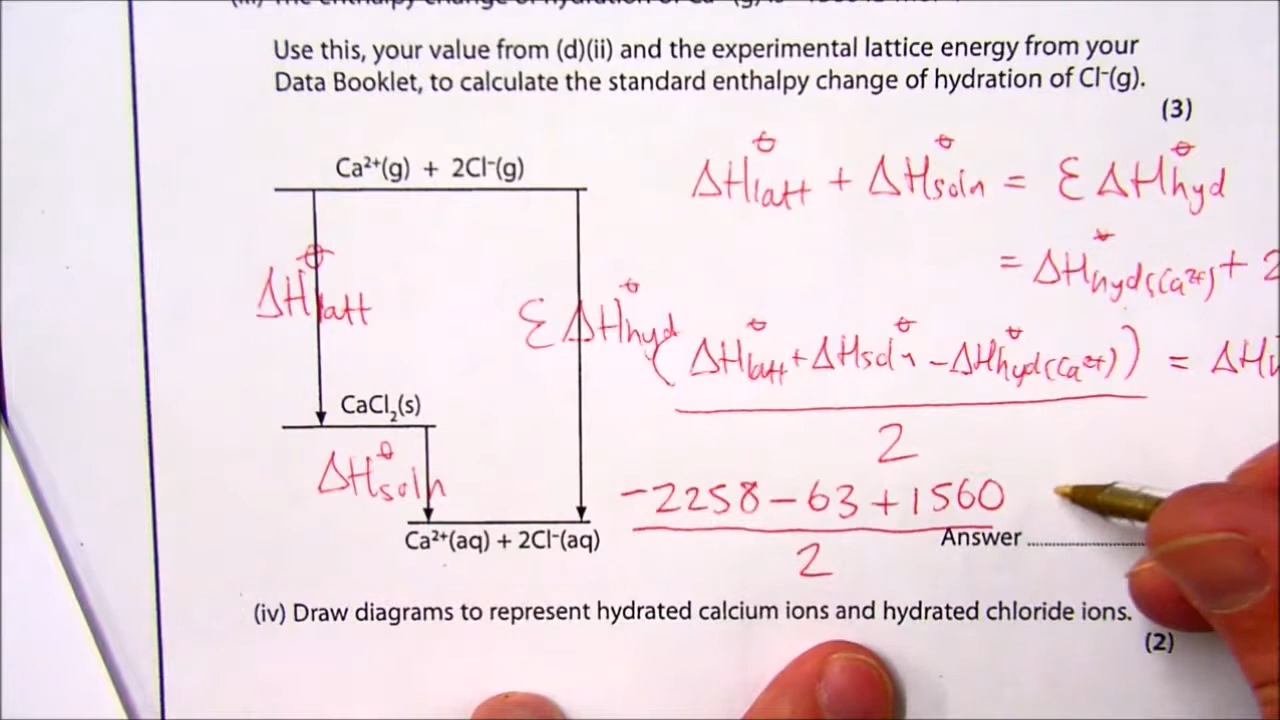 Use this, your value from (d)(ii) and the experimental lattice energy from your
Data Booklet, to calculate the standard enthalpy change of hydration of Cl⁻(g).
(3)
Ca²⁺(g) + 2Cl⁻(g)
ΔH⦵latt + ΔH⦵soln = ΣΔH⦵hyd
= ΔH⦵hyd(Ca²⁺) + 2
ΔH⦵latt
ΣΔH⦵hyd
(ΔH⦵latt + ΔH⦵soln - ΔH⦵hyd(Ca²⁺)) = ΔH
2
CaCl₂(s)
ΔH⦵soln
-2258 - 63 + 1560
2
Answer
Ca²⁺(aq) + 2Cl⁻(aq)
(iv) Draw diagrams to represent hydrated calcium ions and hydrated chloride ions.
(2)